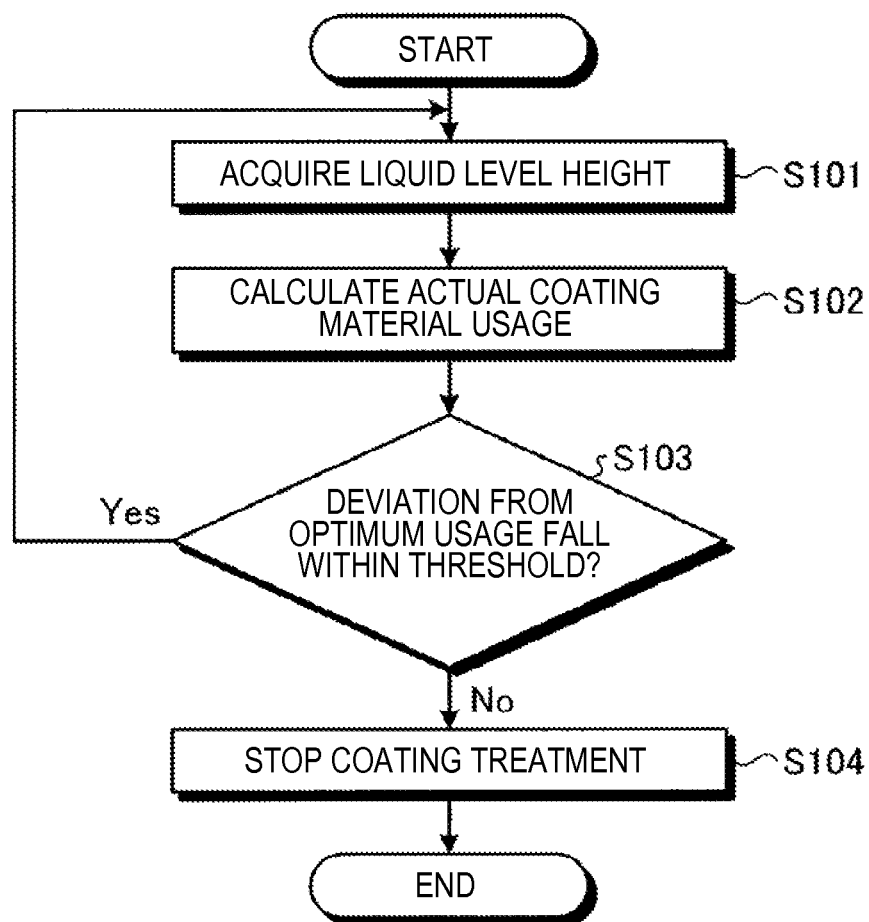 START
ACQUIRE LIQUID LEVEL HEIGHT
S101
CALCULATE ACTUAL COATING
MATERIAL USAGE
S102
S103
DEVIATION FROM
OPTIMUM USAGE FALL
WITHIN THRESHOLD?
Yes
No
STOP COATING TREATMENT
S104
END